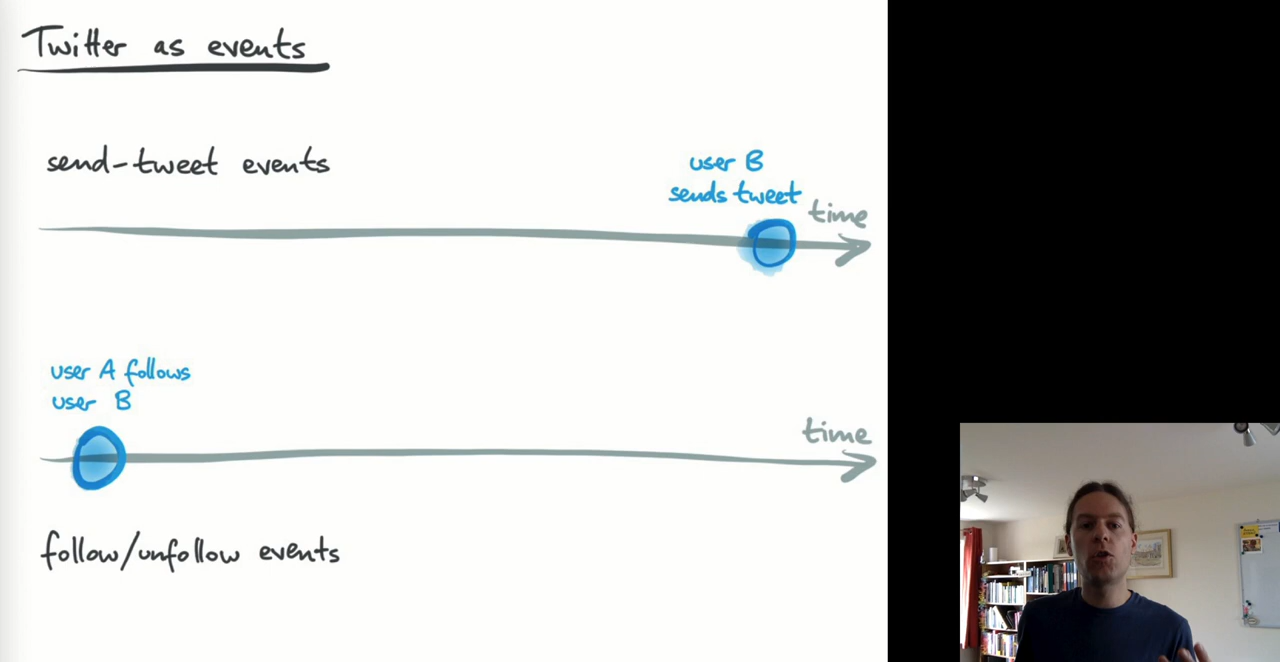 Twitter as events
send-tweet events
user B
sends tweet
time
user A follows
user B
time
follow/unfollow events